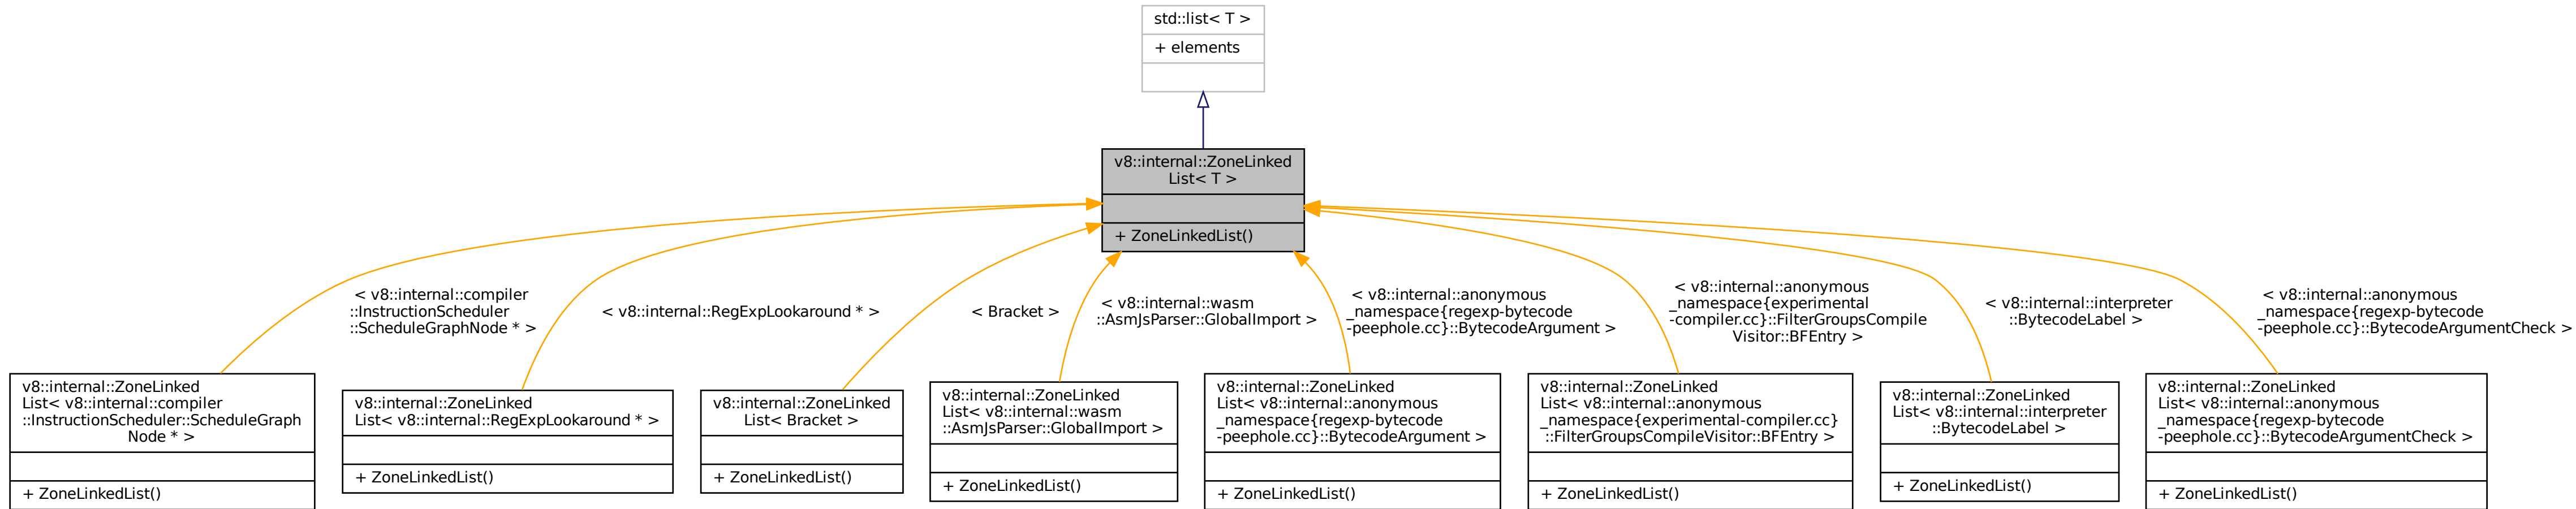 std::list< T >
+ elements
v8::internal::ZoneLinked
List< T >
+ ZoneLinkedList()
< v8::internal::compiler
::InstructionScheduler
::ScheduleGraphNode * >
< v8::internal::RegExpLookaround * >
< Bracket >
< v8::internal::wasm
::AsmJsParser::GlobalImport >
< v8::internal::anonymous
_namespace{regexp-bytecode
-peephole.cc}::BytecodeArgument >
< v8::internal::anonymous
_namespace{experimental
-compiler.cc}::FilterGroupsCompile
Visitor::BFEntry >
< v8::internal::interpreter
::BytecodeLabel >
< v8::internal::anonymous
_namespace{regexp-bytecode
-peephole.cc}::BytecodeArgumentCheck >
v8::internal::ZoneLinked
List< v8::internal::compiler
::InstructionScheduler::ScheduleGraph
Node * >
+ ZoneLinkedList()
v8::internal::ZoneLinked
List< v8::internal::RegExpLookaround * >
+ ZoneLinkedList()
v8::internal::ZoneLinked
List< Bracket >
+ ZoneLinkedList()
v8::internal::ZoneLinked
List< v8::internal::wasm
::AsmJsParser::GlobalImport >
+ ZoneLinkedList()
v8::internal::ZoneLinked
List< v8::internal::anonymous
_namespace{regexp-bytecode
-peephole.cc}::BytecodeArgument >
+ ZoneLinkedList()
v8::internal::ZoneLinked
List< v8::internal::anonymous
_namespace{experimental-compiler.cc}
::FilterGroupsCompileVisitor::BFEntry >
+ ZoneLinkedList()
v8::internal::ZoneLinked
List< v8::internal::interpreter
::BytecodeLabel >
+ ZoneLinkedList()
v8::internal::ZoneLinked
List< v8::internal::anonymous
_namespace{regexp-bytecode
-peephole.cc}::BytecodeArgumentCheck >
+ ZoneLinkedList()